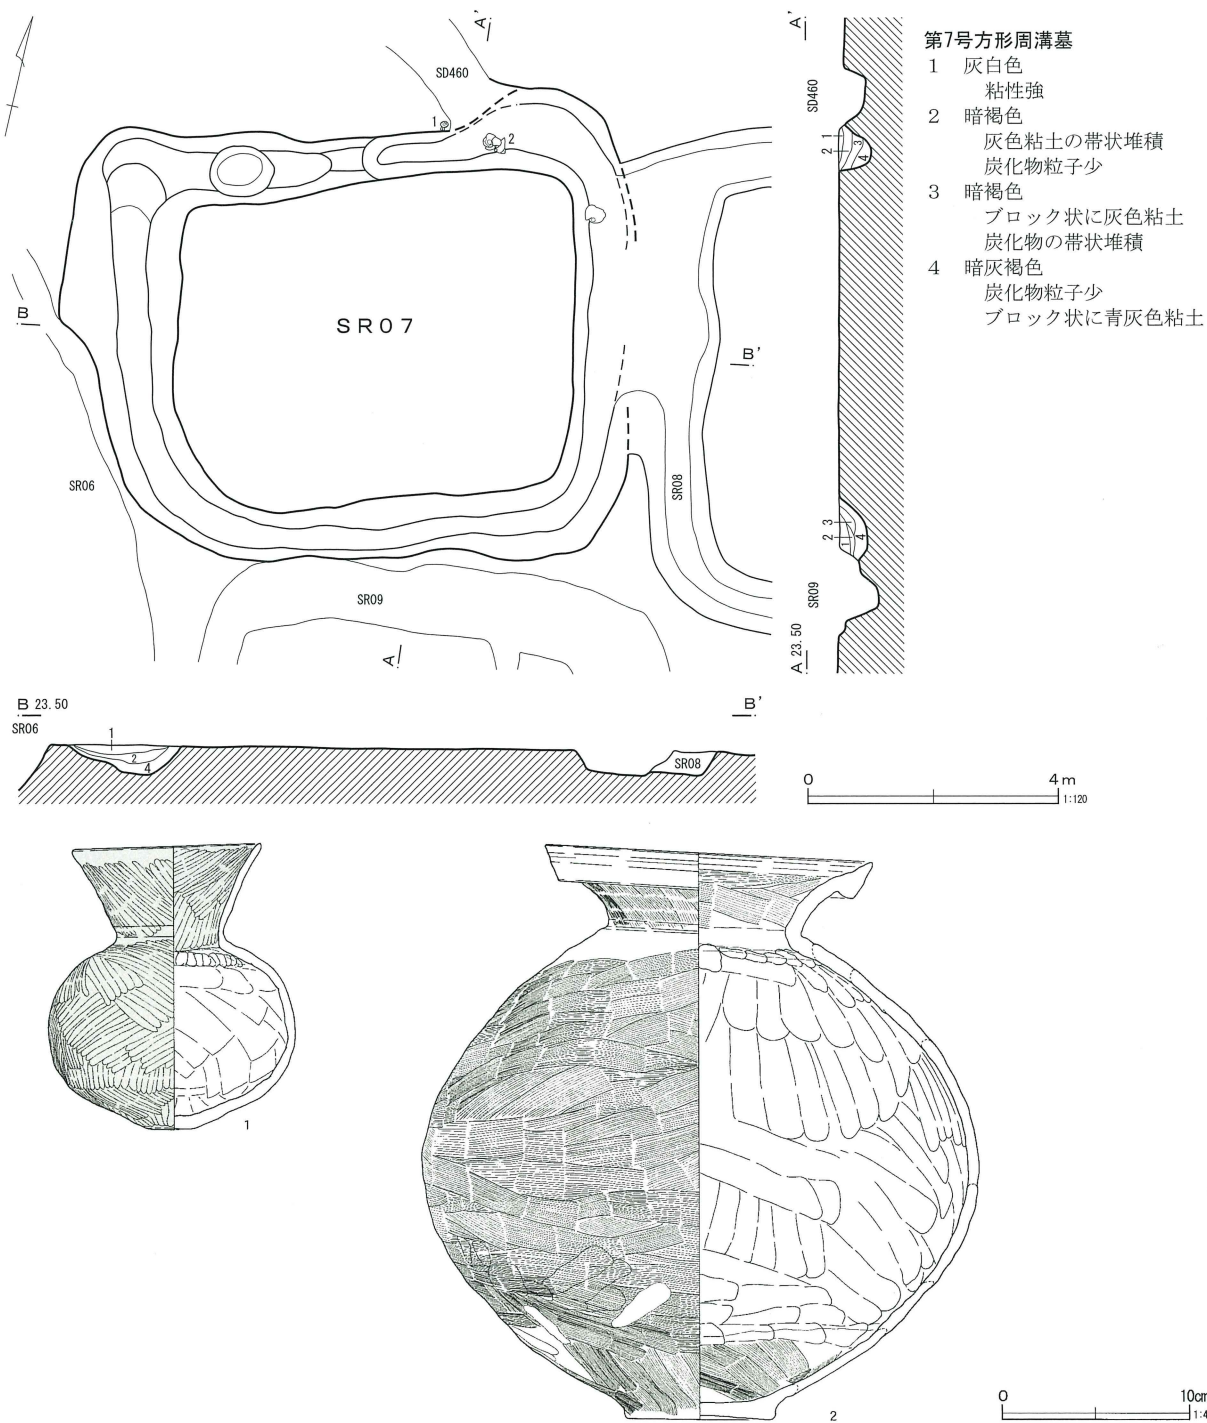 第7号方形周溝墓
1 灰白色
粘性強
2 暗褐色
灰色粘土の帯状堆積
炭化物粒子少
3 暗褐色
ブロック状に灰色粘土
炭化物の帯状堆積
4 暗灰褐色
炭化物粒子少
ブロック状に青灰色粘土
A'
SD460
1
2
B
SR07
B'
SR06
SR08
SR09
A
A'
SD460
1
2
3
4
3
2
1
4
SR09
A 23.50
B 23.50
B'
SR06
1
2
4
SR08
0 4m
1:120
1
2
0 10cm
1:4